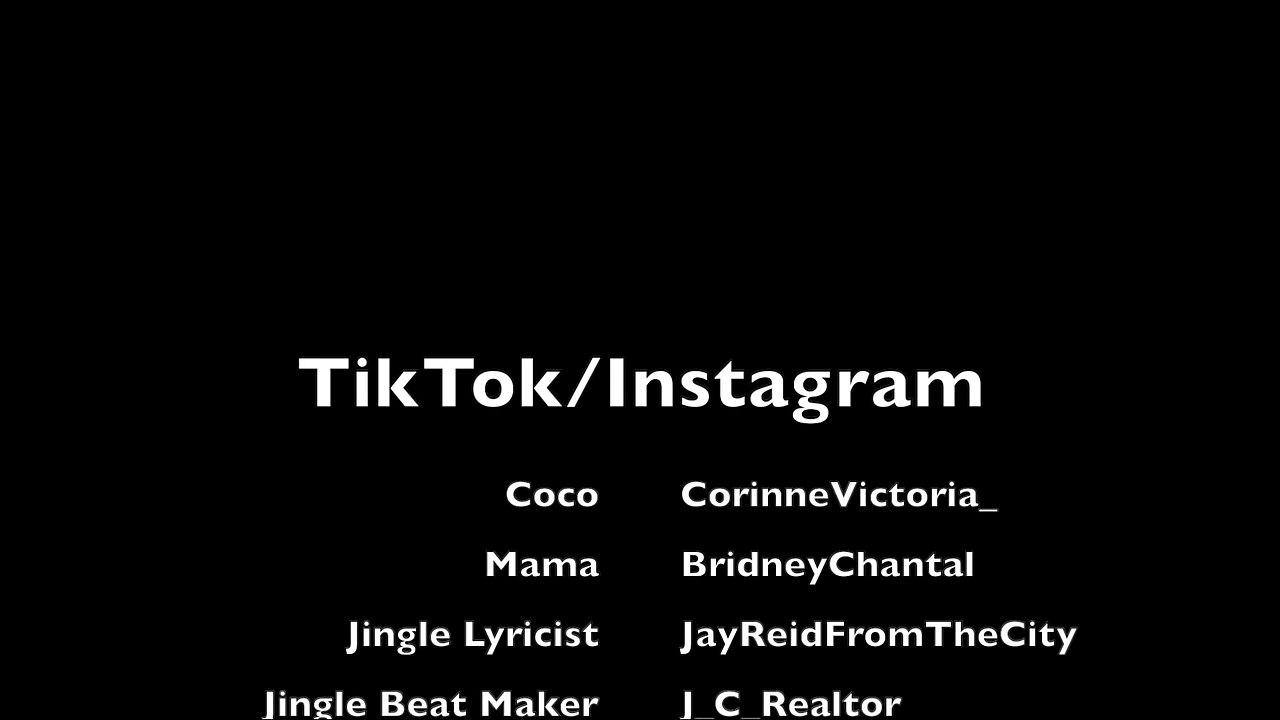 TikTok/Instagram
Coco CorinneVictoria_
Mama BridneyChantal
Jingle Lyricist JayReidFromTheCity
Jingle Beat Maker J_C_Realtor